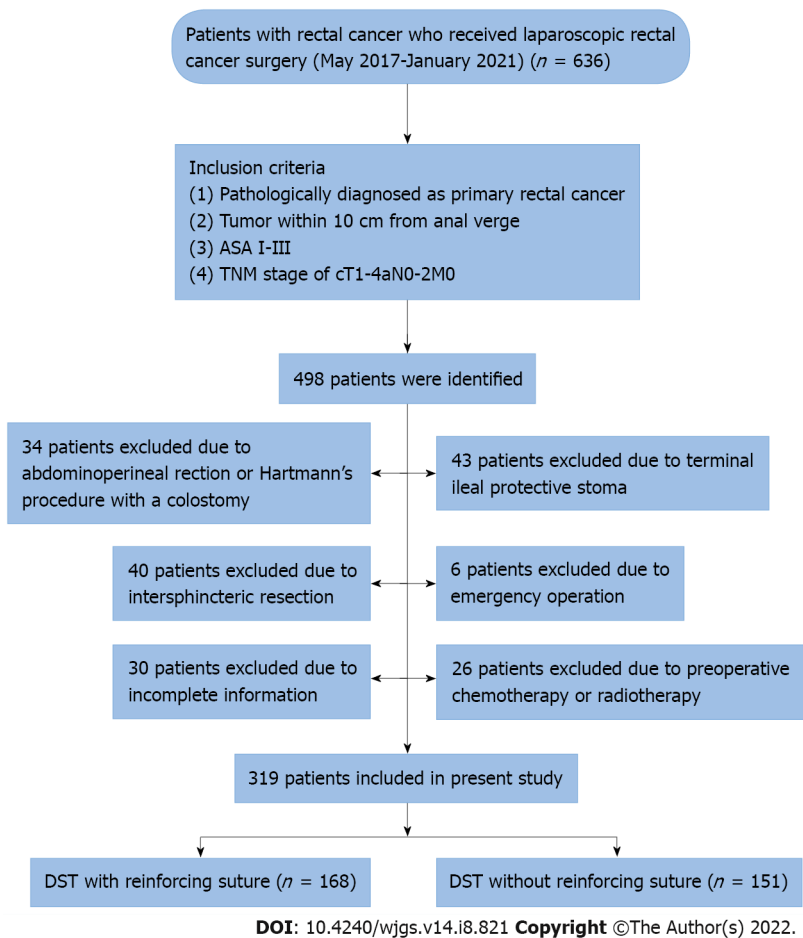 Patients with rectal cancer who received laparoscopic rectal
cancer surgery (May 2017-January 2021) (n = 636)
Inclusion criteria
(1) Pathologically diagnosed as primary rectal cancer
(2) Tumor within 10 cm from anal verge
(3) ASA I-III
(4) TNM stage of cT1-4aN0-2M0
498 patients were identified
34 patients excluded due to
abdominoperineal rection or Hartmann's
procedure with a colostomy
43 patients excluded due to terminal
ileal protective stoma
40 patients excluded due to
intersphincteric resection
6 patients excluded due to
emergency operation
30 patients excluded due to
incomplete information
26 patients excluded due to preoperative
chemotherapy or radiotherapy
319 patients included in present study
DST with reinforcing suture (n = 168)
DST without reinforcing suture (n = 151)
DOI: 10.4240/wjgs.v14.i8.821 Copyright ©The Author(s) 2022.